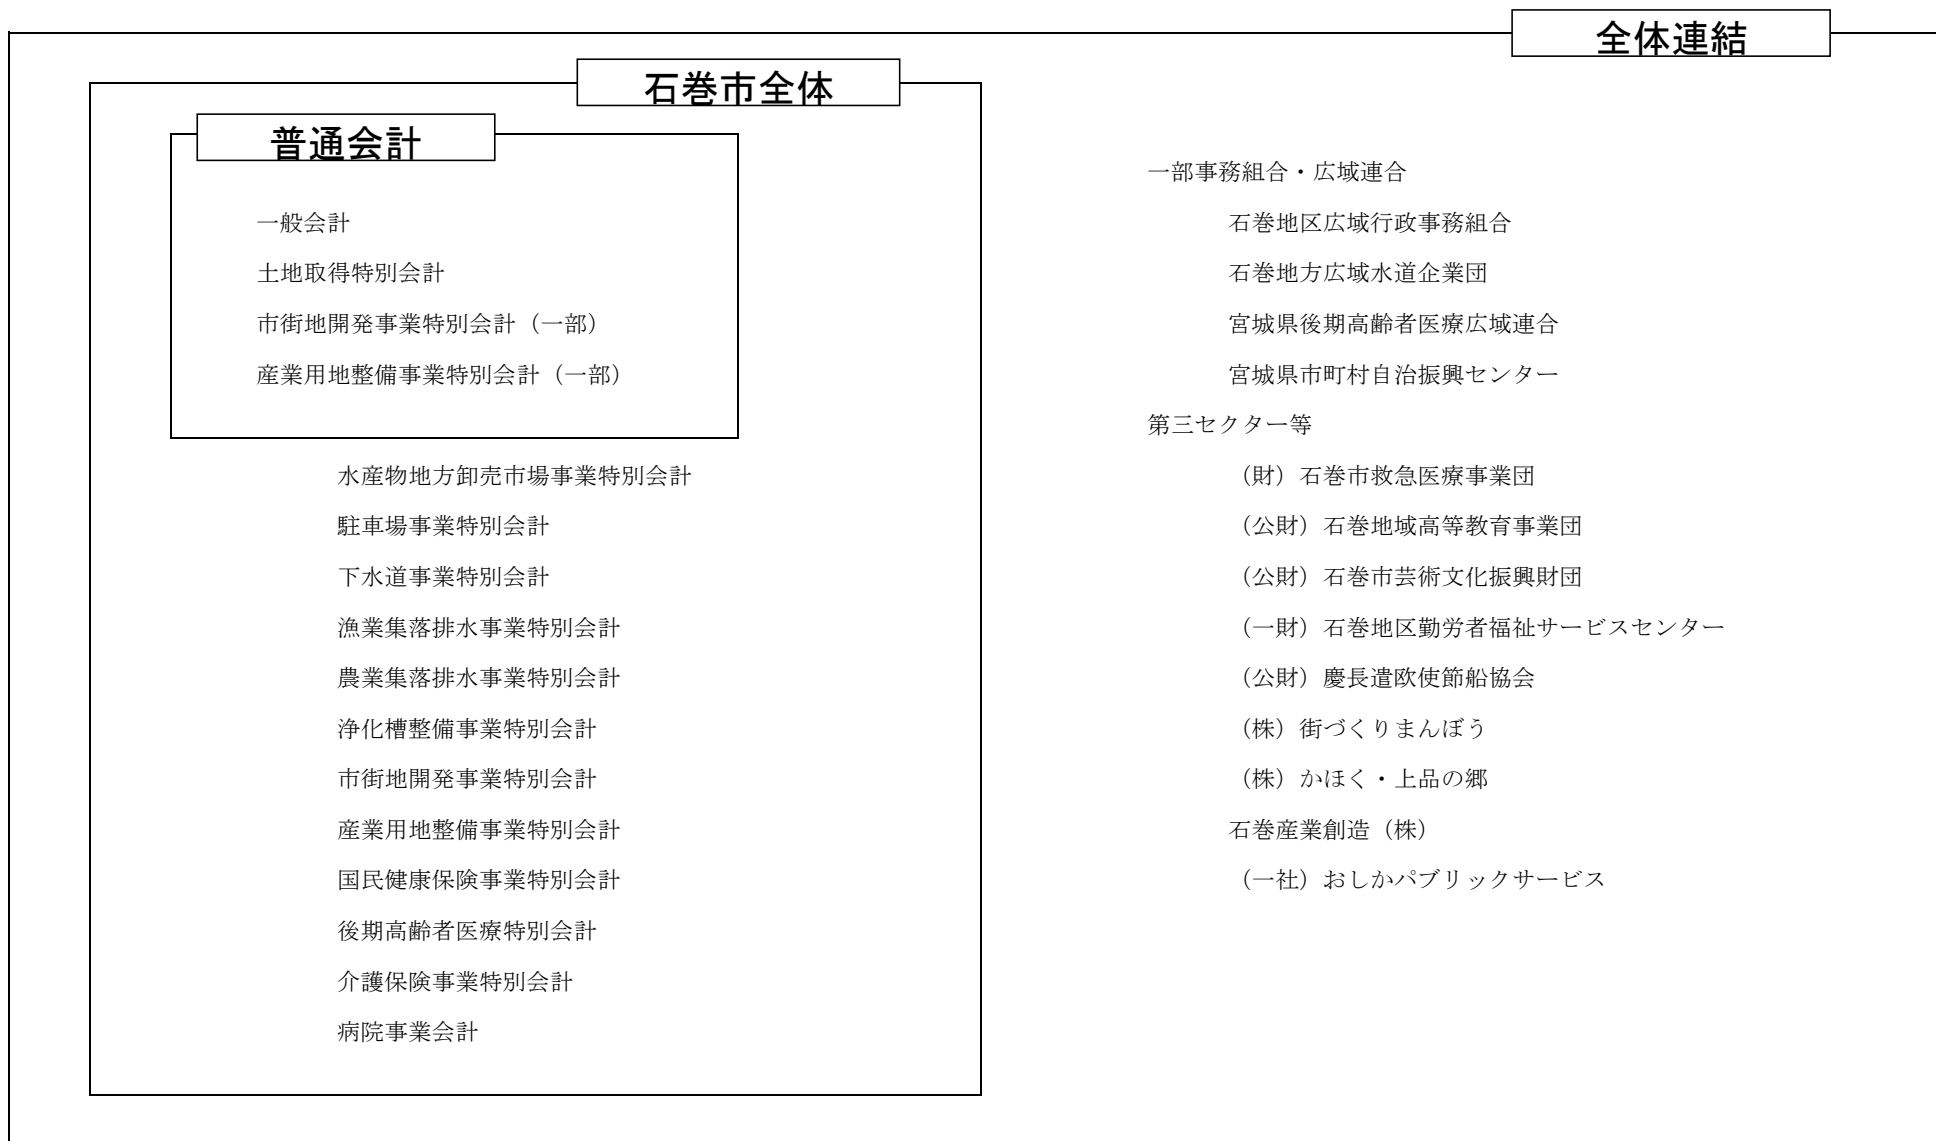 全体連結
石巻市全体
普通会計
一般会計
土地取得特別会計
市街地開発事業特別会計（一部）
産業用地整備事業特別会計（一部）
水産物地方卸売市場事業特別会計
駐車場事業特別会計
下水道事業特別会計
漁業集落排水事業特別会計
農業集落排水事業特別会計
浄化槽整備事業特別会計
市街地開発事業特別会計
産業用地整備事業特別会計
国民健康保険事業特別会計
後期高齢者医療特別会計
介護保険事業特別会計
病院事業会計
一部事務組合・広域連合
石巻地区広域行政事務組合
石巻地方広域水道企業団
宮城県後期高齢者医療広域連合
宮城県市町村自治振興センター
第三セクター等
（財）石巻市救急医療事業団
（公財）石巻地域高等教育事業団
（公財）石巻市芸術文化振興財団
（一財）石巻地区勤労者福祉サービスセンター
（公財）慶長遣欧使節船協会
（株）街づくりまんぼう
（株）かほく・上品の郷
石巻産業創造（株）
（一社）おしかパブリックサービス